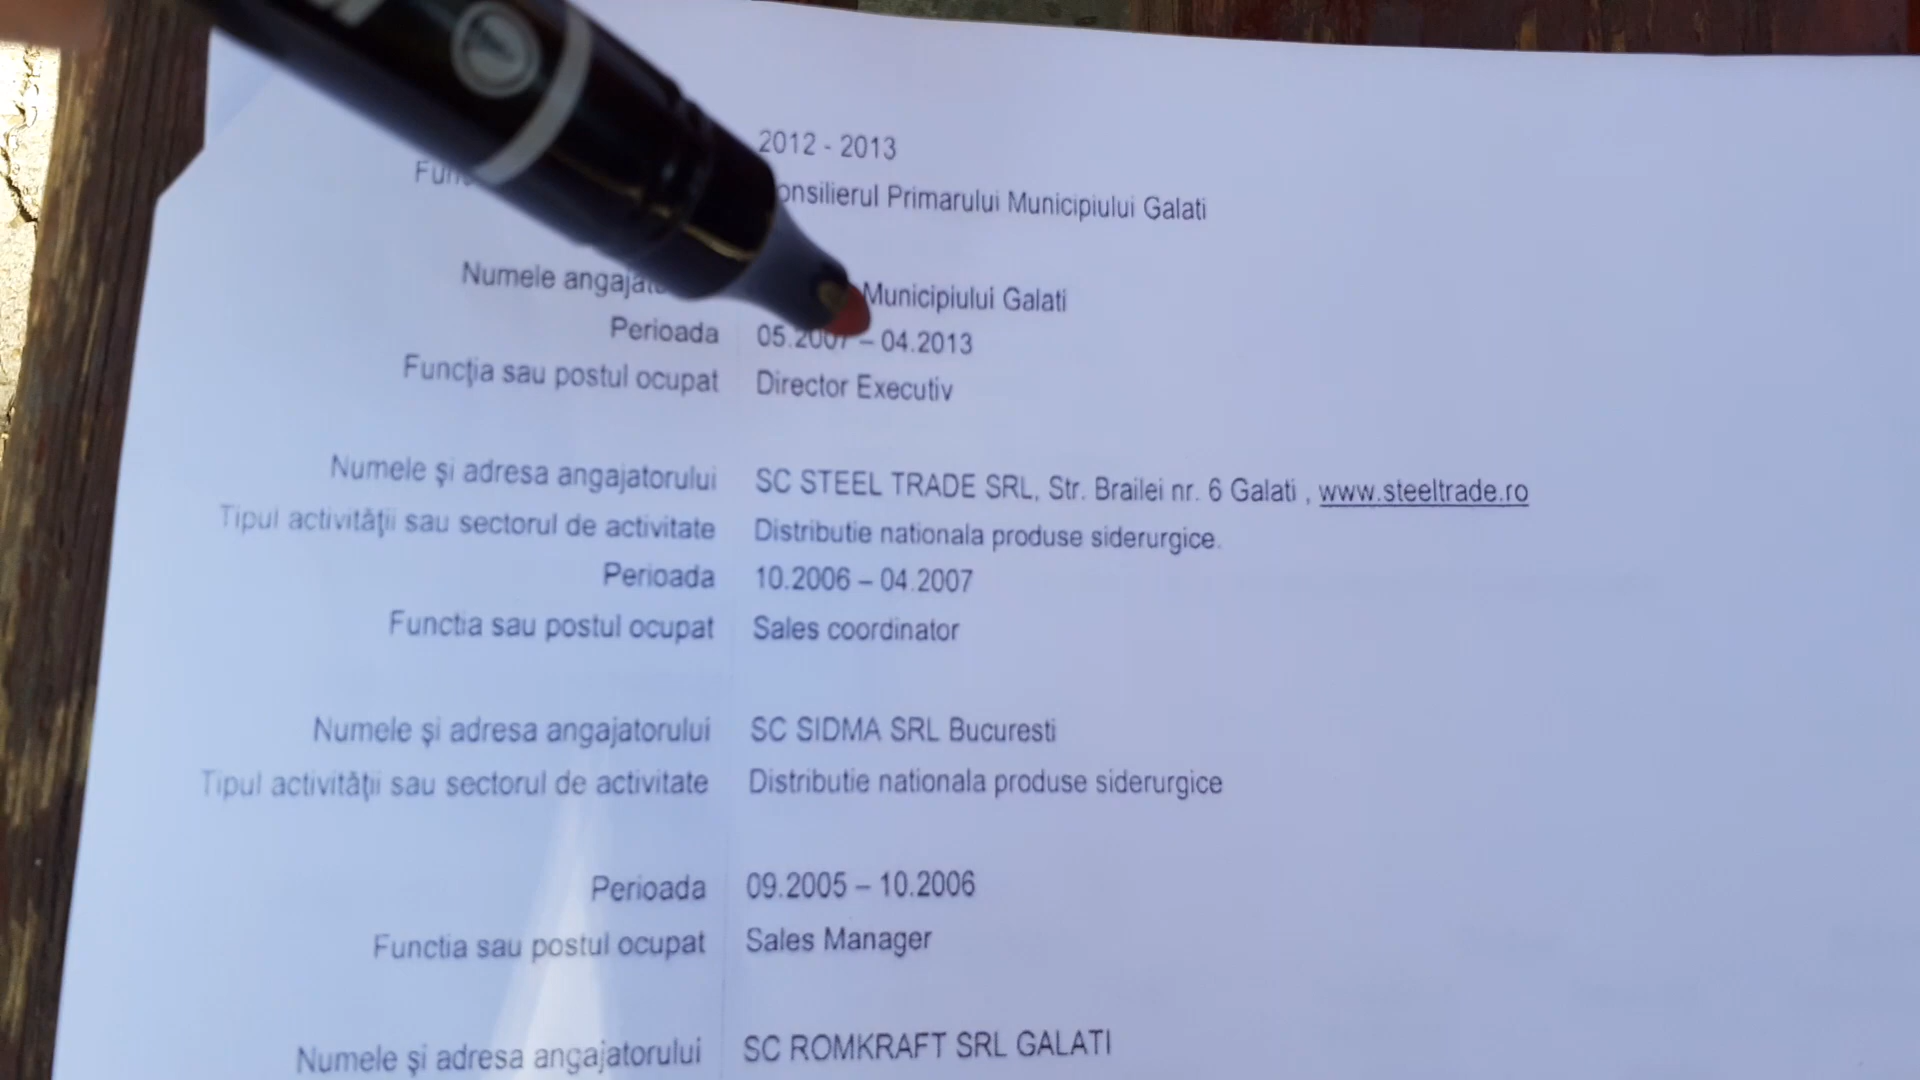 2012 - 2013
onsilierul Primarului Municipiului Galati
Numele Municipiului Galati
Perioada 05.2007 – 04.2013
Funcţia sau postul ocupat Director Executiv
Numele şi adresa angajatorului SC STEEL TRADE SRL, Str. Brailei nr. 6 Galati , www.steeltrade.ro
Tipul activităţii sau sectorul de activitate Distributie nationala produse siderurgice.
Perioada 10.2006 – 04.2007
Functia sau postul ocupat Sales coordinator
Numele şi adresa angajatorului SC SIDMA SRL Bucuresti
Tipul activităţii sau sectorul de activitate Distributie nationala produse siderurgice
Perioada 09.2005 – 10.2006
Functia sau postul ocupat Sales Manager
Numele şi adresa angajatorului SC ROMKRAFT SRL GALATI